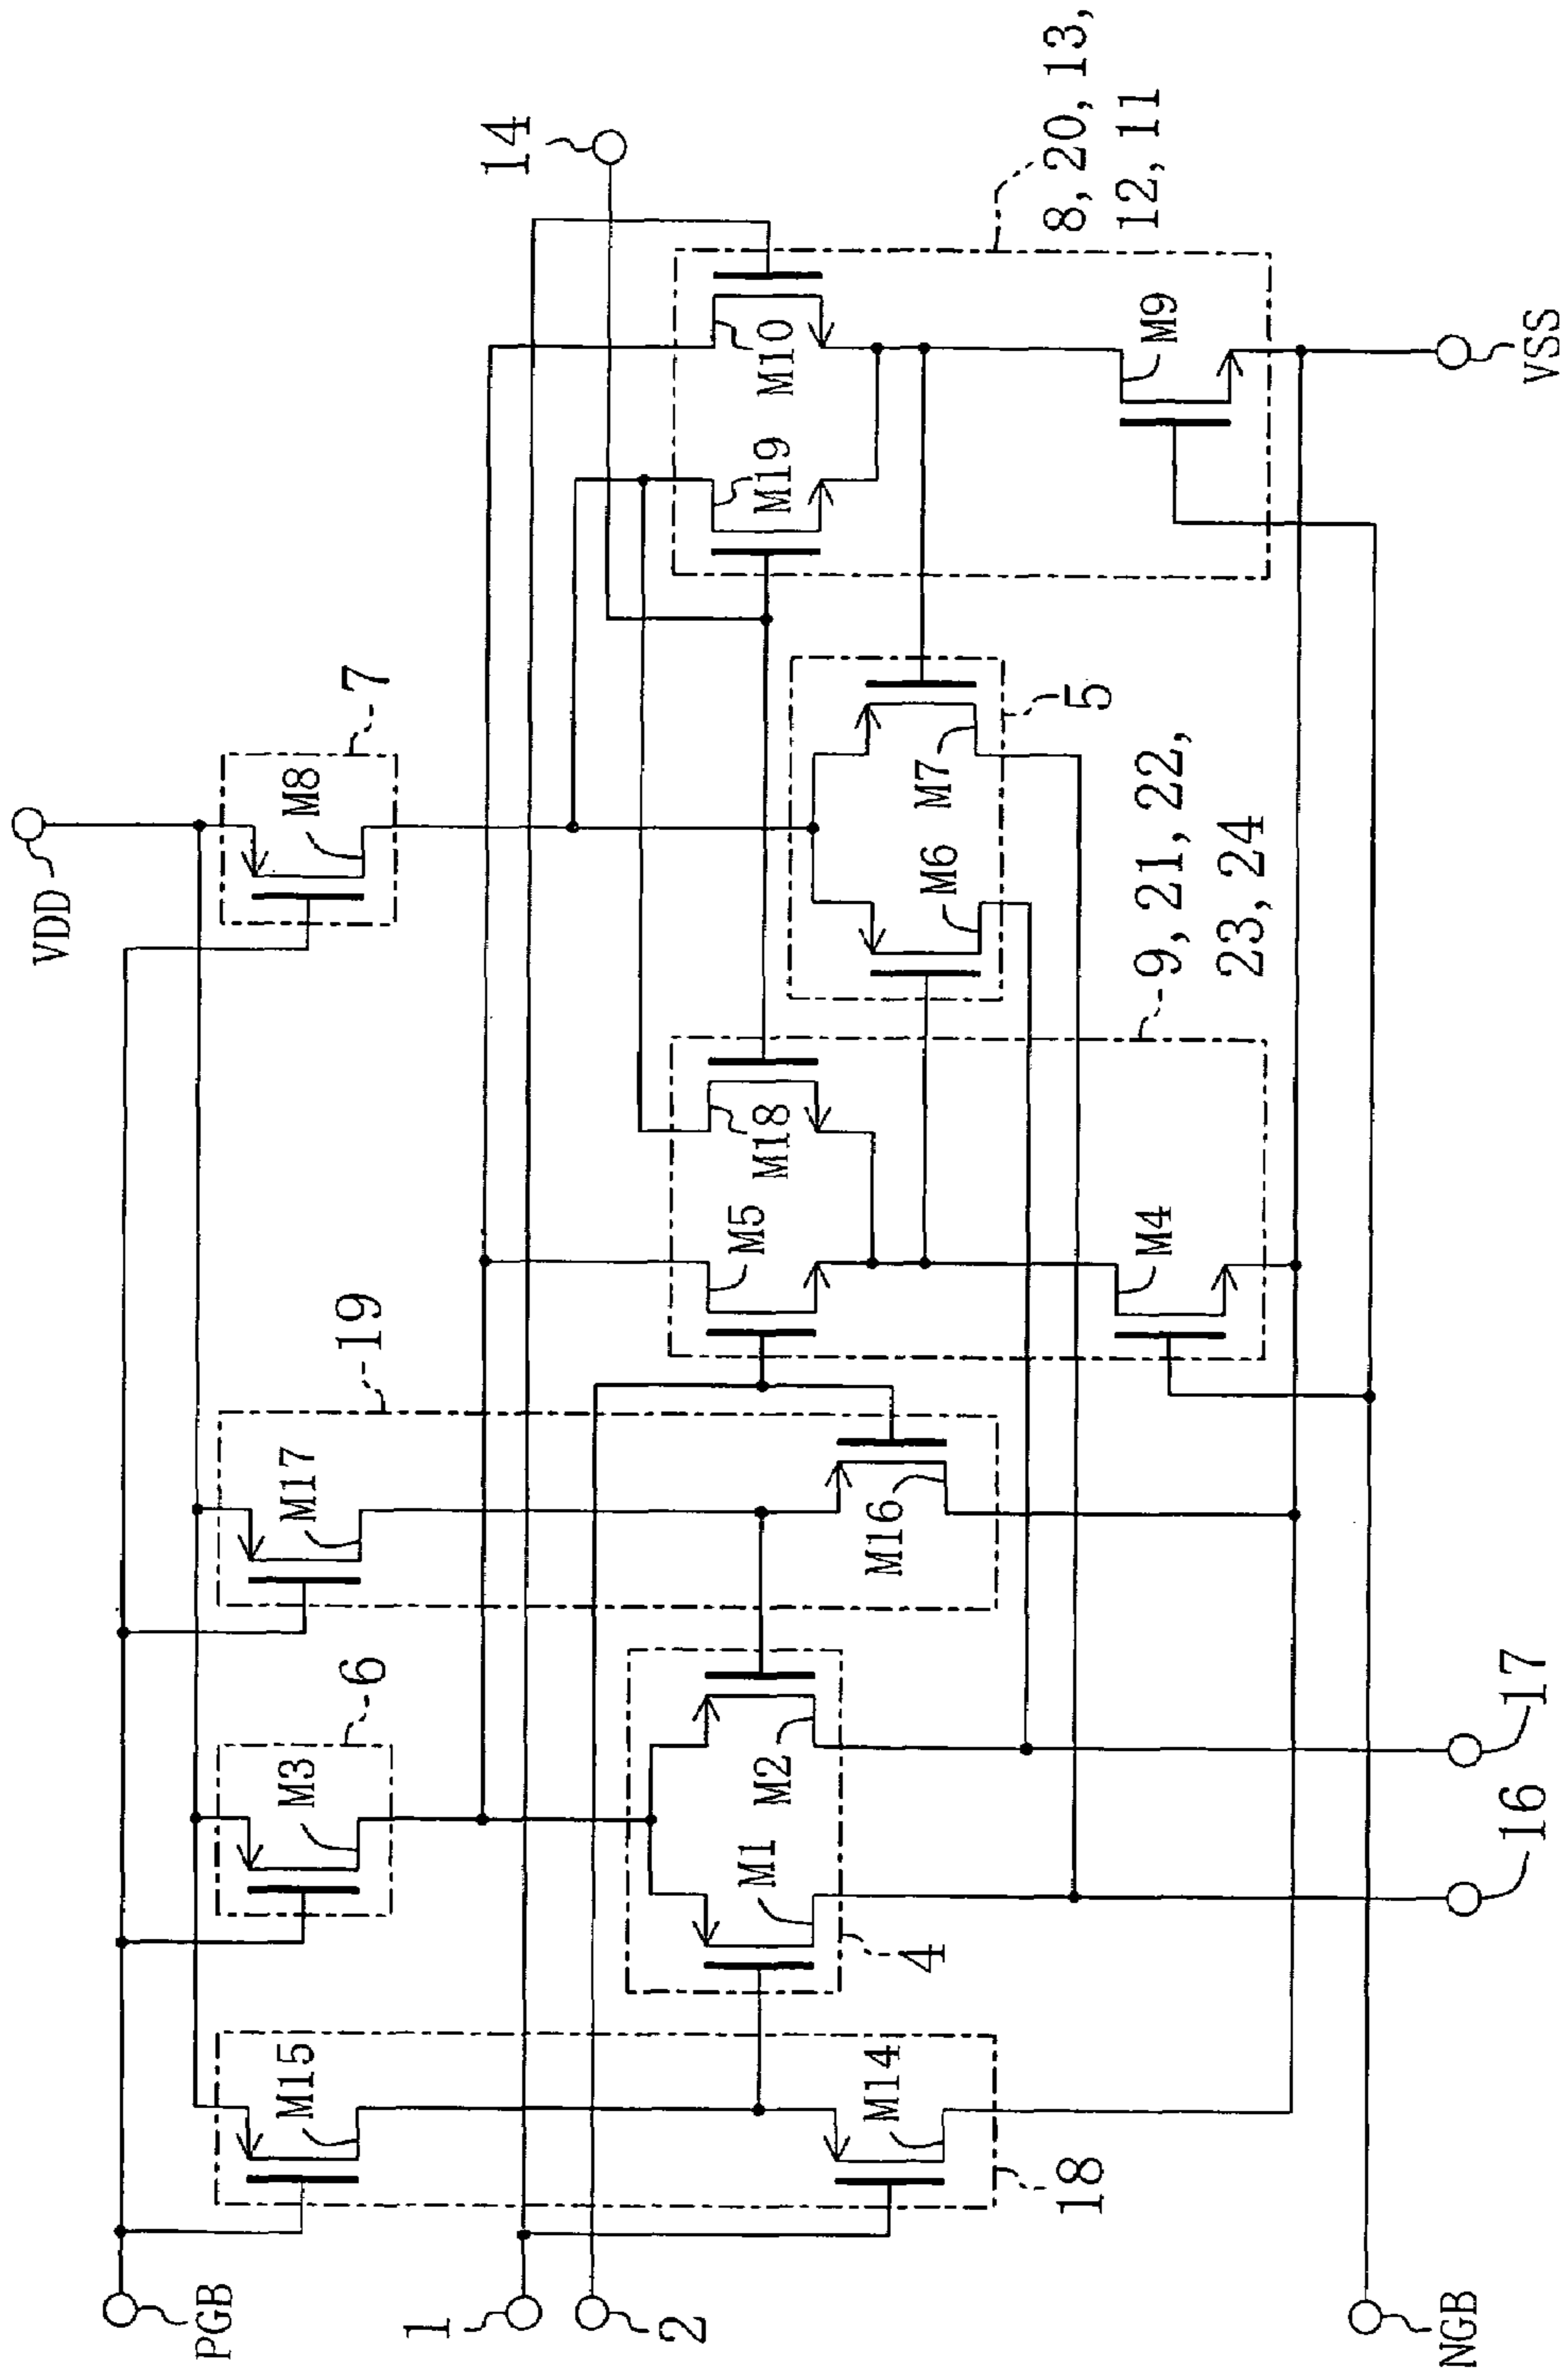 VDD
14
7
M8
8, 20, 13,
12, 11
M10
M19
M9
VSS
5
M7
M6
9, 21, 22,
23, 24
M18
M5
M4
19
M17
M16
6
M3
M2
M1
4
17
16
M15
M14
18
PGB
1
2
NGB